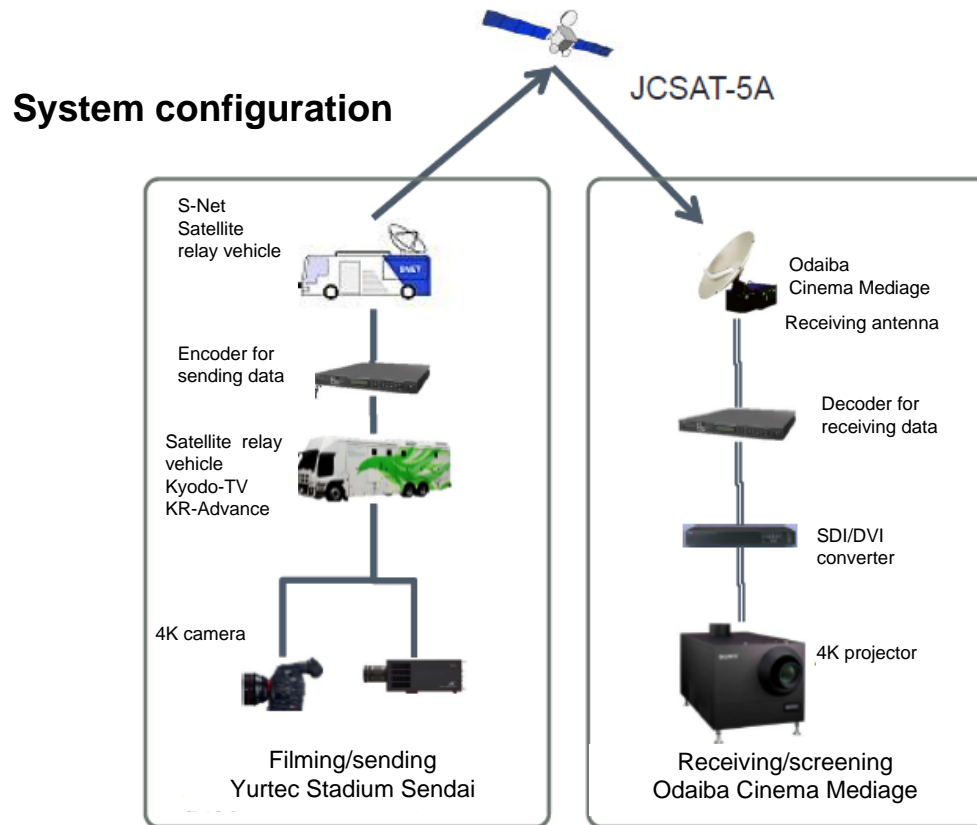 JCSAT-5A
System configuration
S-Net
Satellite
relay vehicle
SNET
Encoder for
sending data
Satellite relay
vehicle
Kyodo-TV
KR-Advance
4K camera
Filming/sending
Yurtec Stadium Sendai
Odaiba
Cinema Mediage
Receiving antenna
Decoder for
receiving data
SDI/DVI
converter
4K projector
SONY
Receiving/screening
Odaiba Cinema Mediage